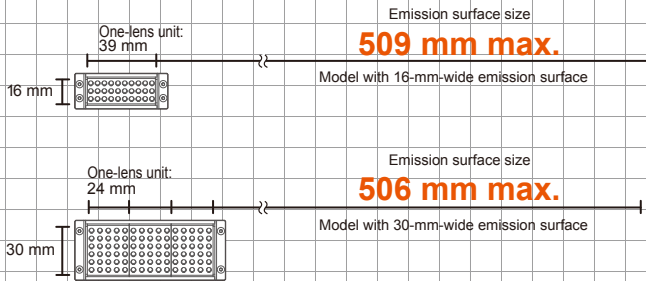 Emission surface size
One-lens unit:
39 mm
509 mm max.
Model with 16-mm-wide emission surface
16 mm
Emission surface size
One-lens unit:
24 mm
506 mm max.
Model with 30-mm-wide emission surface
30 mm